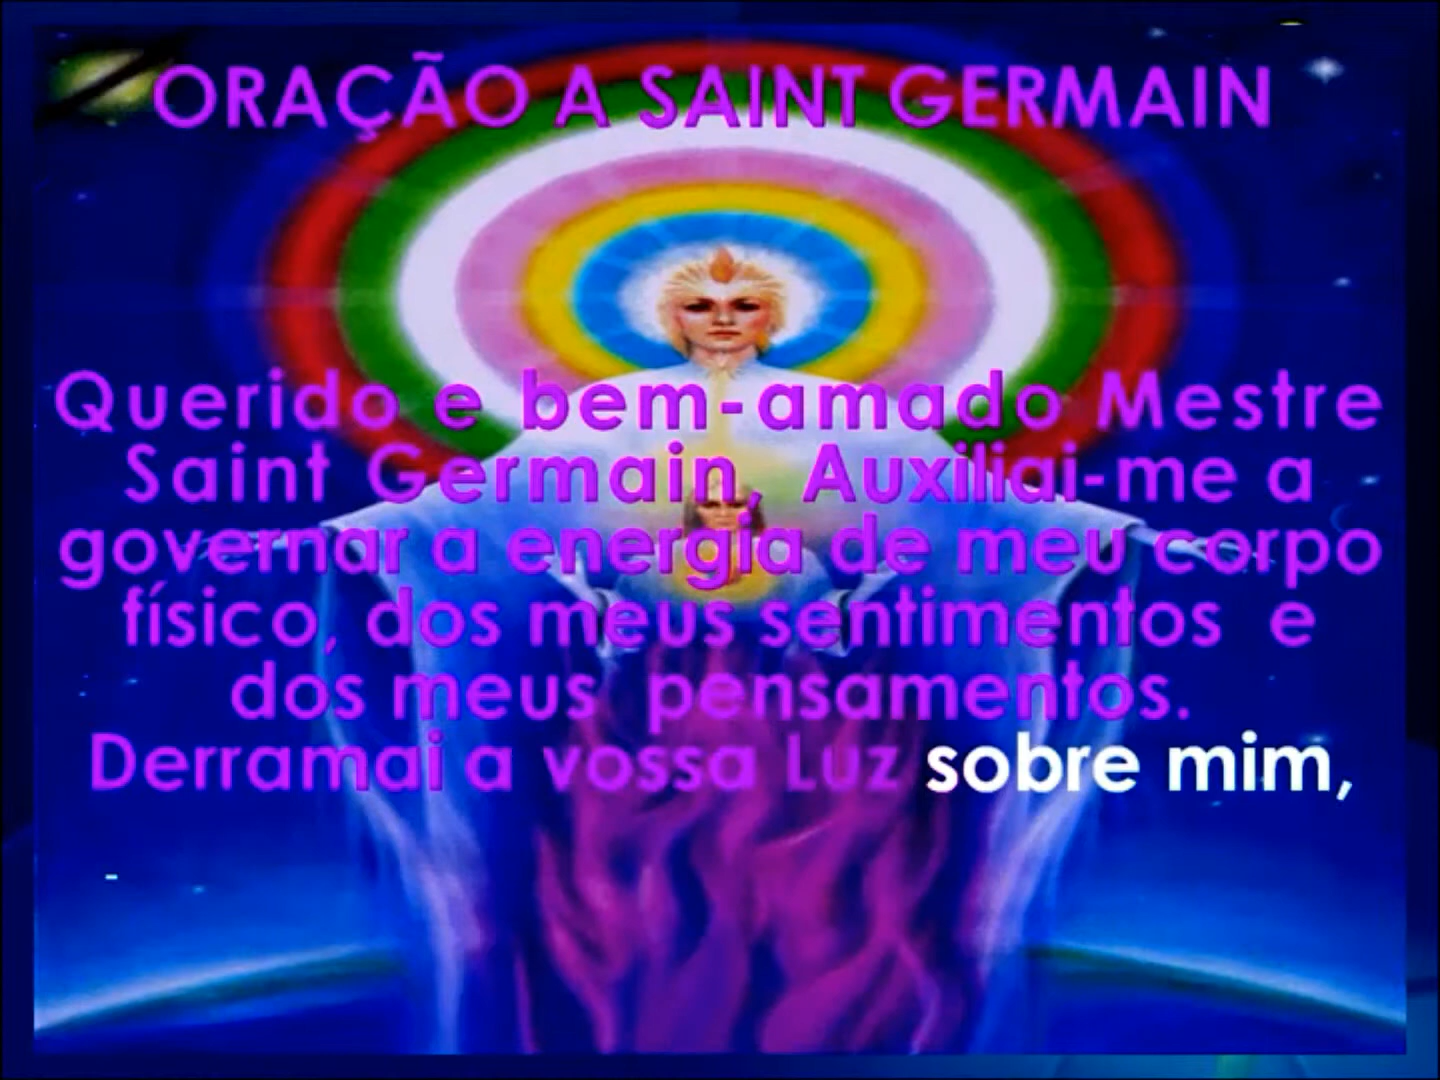 ORAÇÃO A SAINT GERMAIN
Querido e bem-amado Mestre
Saint Germain, Auxiliai-me a
governar a energia de meu corpo
físico, dos meus sentimentos e
dos meus pensamentos.
Derramai a vossa Luz sobre mim,